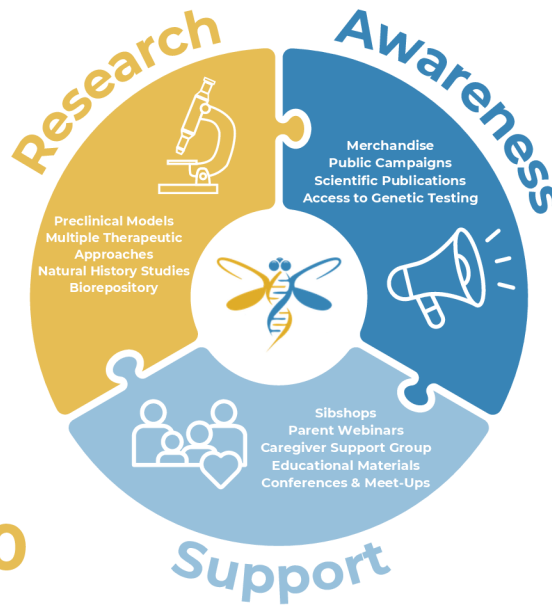 Research
Awareness
Merchandise
Public Campaigns
Scientific Publications
Access to Genetic Testing
Preclinical Models
Multiple Therapeutic
Approaches
Natural History Studies
Biorepository
Sibshops
Parent Webinars
Caregiver Support Group
Educational Materials
Conferences & Meet-Ups
Support